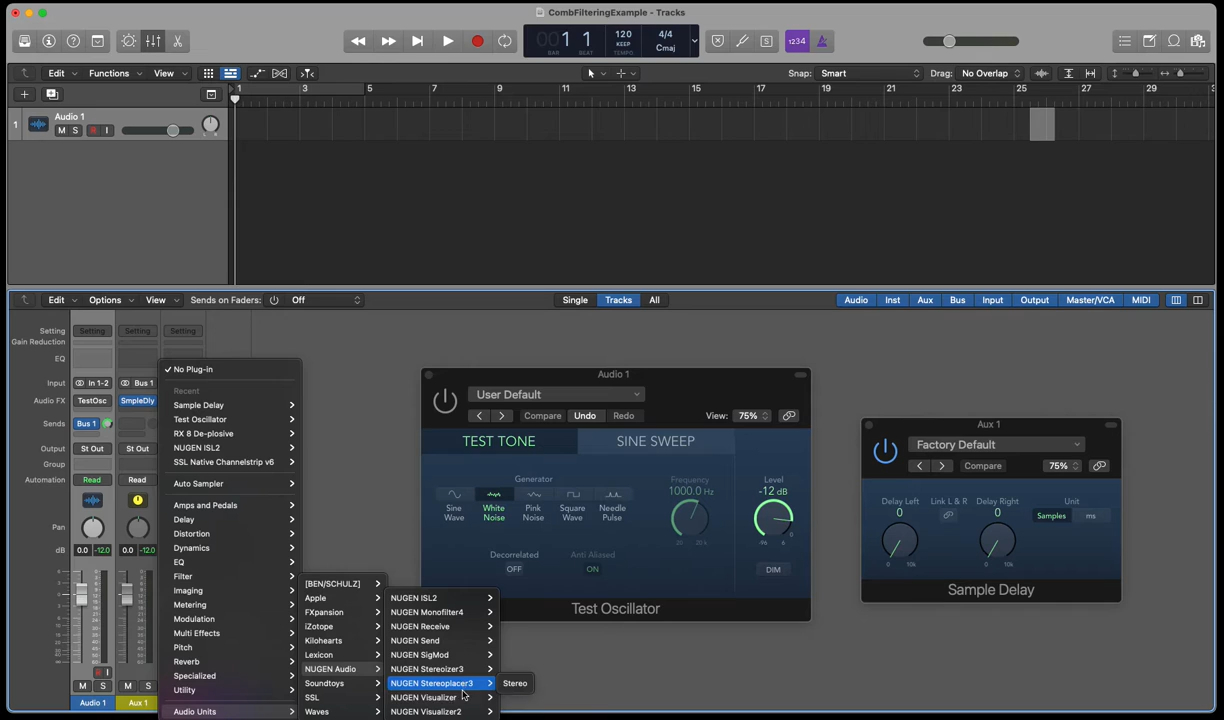 CombFilteringExample - Tracks
001 1 1
BAR BEAT
120
KEEP
TEMPO
4/4
Cmaj
1234
Edit Functions View Snap: Smart Drag: No Overlap
1 3 5 7 9 11 13 15 17 19 21 23 25 27 29
1 Audio 1
M S R I
L R
Edit Options View Sends on Faders: Off Single Tracks All Audio Inst Aux Bus Input Output Master/VCA MIDI
Setting Setting Setting Setting
Gain Reduction
EQ
Input In 1-2 Bus 1
Audio FX TestOsc SmpleDly
Sends Bus 1
Output St Out St Out
Group
Automation Read Read
Pan
dB 0.0 -12.0 0.0 -12.0
R I
M S M S
Audio 1 Aux 1
✓ No Plug-in
Recent
Sample Delay
Test Oscillator
RX 8 De-plosive
NUGEN ISL2
SSL Native Channelstrip v6
Auto Sampler
Amps and Pedals
Delay
Distortion
Dynamics
EQ
Filter
Imaging
Metering
Modulation
Multi Effects
Pitch
Reverb
Specialized
Utility
Audio Units
[BEN/SCHULZ]
Apple
FXpansion
iZotope
Kilohearts
Lexicon
NUGEN Audio
Soundtoys
SSL
Waves
NUGEN ISL2
NUGEN Monofilter4
NUGEN Receive
NUGEN Send
NUGEN SigMod
NUGEN Stereoizer3
NUGEN Stereoplacer3
NUGEN Visualizer
NUGEN Visualizer2
Stereo
Audio 1
User Default
Compare Undo Redo View: 75%
TEST TONE SINE SWEEP
Generator
Sine Wave
White Noise
Pink Noise
Square Wave
Needle Pulse
Decorrelated
OFF
Anti Aliased
ON
Frequency
1000.0 Hz
20 20 k
Level
-12 dB
-96 6
0
DIM
Test Oscillator
Aux 1
Factory Default
Compare 75%
Delay Left Link L & R Delay Right Unit
0 0 Samples ms
0 10k 0 10k
Sample Delay